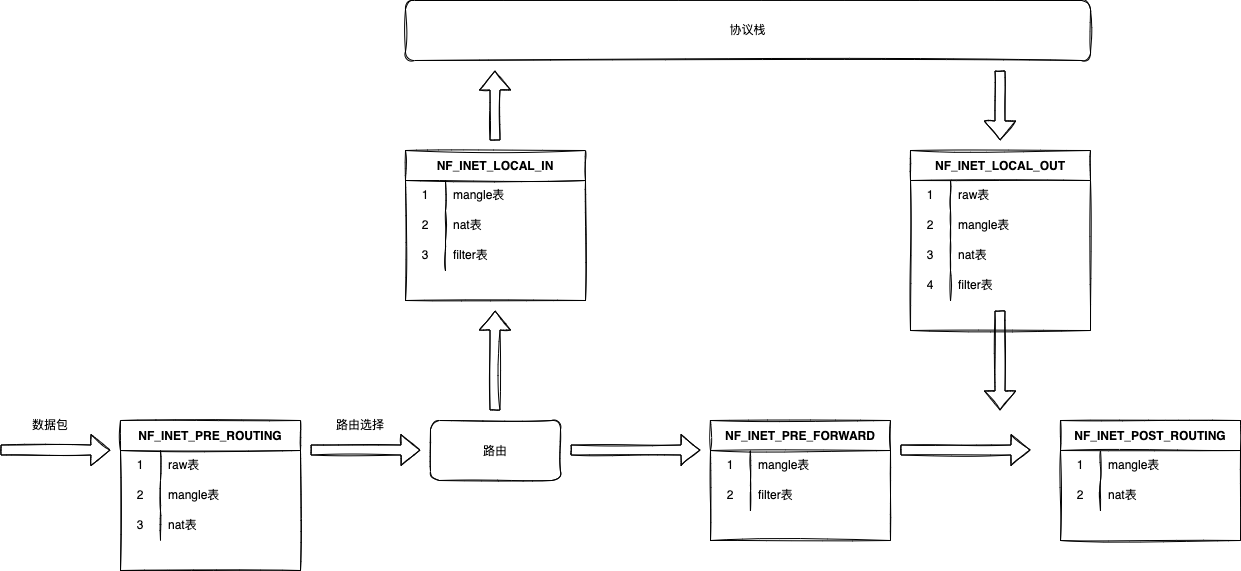 协议栈
NF_INET_LOCAL_IN
1 mangle表
2 nat表
3 filter表
NF_INET_LOCAL_OUT
1 raw表
2 mangle表
3 nat表
4 filter表
数据包
NF_INET_PRE_ROUTING
1 raw表
2 mangle表
3 nat表
路由选择
路由
NF_INET_PRE_FORWARD
1 mangle表
2 filter表
NF_INET_POST_ROUTING
1 mangle表
2 nat表